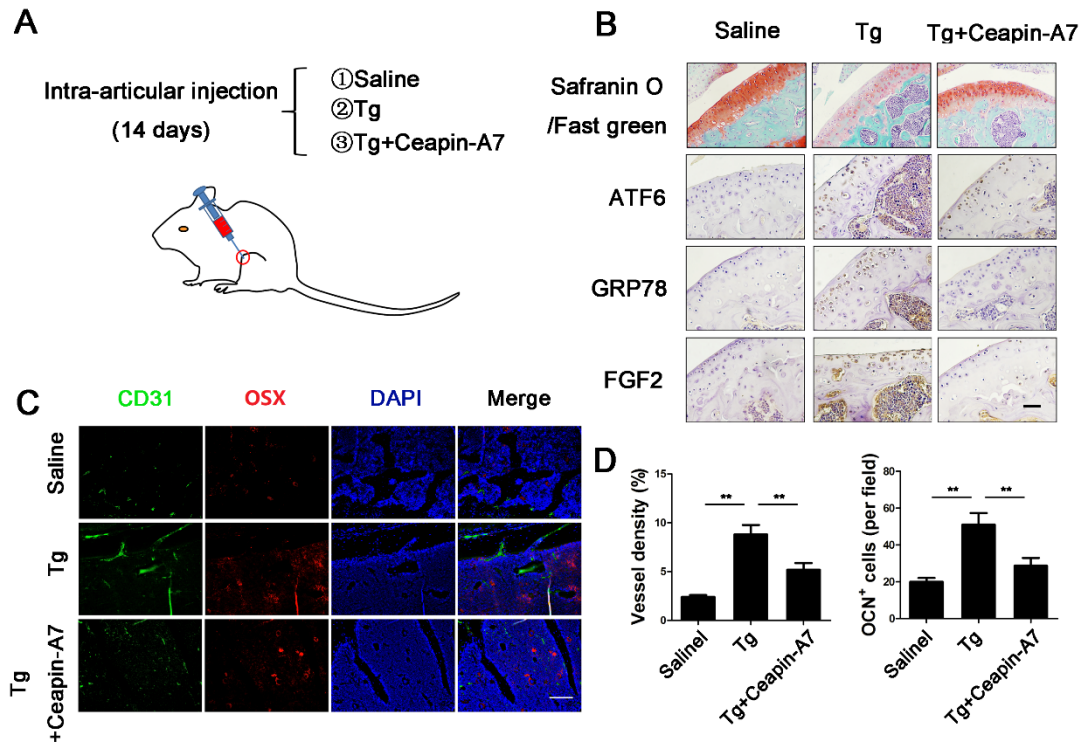 A
Intra-articular injection
(14 days)
①Saline
②Tg
③Tg+Ceapin-A7
B
Saline Tg Tg+Ceapin-A7
Safranin O
/Fast green
ATF6
GRP78
FGF2
C
CD31 OSX DAPI Merge
Saline
Tg
Tg
+Ceapin-A7
D
Vessel density (%)
15
10
5
0
** **
Salinel
Tg
Tg+Ceapin-A7
OCN⁺ cells (per field)
80
60
40
20
0
** **
Salinel
Tg
Tg+Ceapin-A7